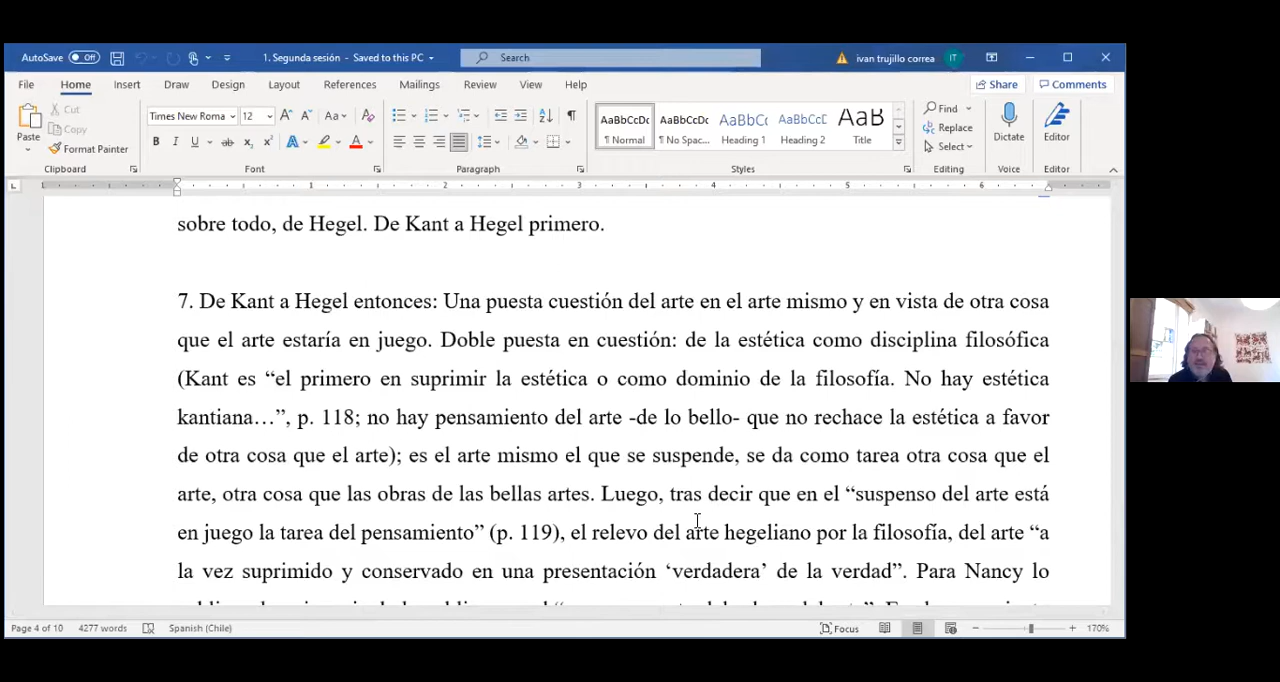 AutoSave Off 1. Segunda sesión - Saved to this PC Search ivan trujillo correa IT
File Home Insert Draw Design Layout References Mailings Review View Help Share Comments
Paste Cut Copy Format Painter
Times New Roma 12
AaBbCcDc AaBbCcDc AaBbCc AaBbCcD AaB
¶ Normal ¶ No Spac... Heading 1 Heading 2 Title
Find Replace Select
Dictate Editor
Clipboard Font Paragraph Styles Editing Voice Editor
1 1 2 3 4 5 6 7
sobre todo, de Hegel. De Kant a Hegel primero.
7. De Kant a Hegel entonces: Una puesta cuestión del arte en el arte mismo y en vista de otra cosa
que el arte estaría en juego. Doble puesta en cuestión: de la estética como disciplina filosófica
(Kant es “el primero en suprimir la estética o como dominio de la filosofía. No hay estética
kantiana…”, p. 118; no hay pensamiento del arte -de lo bello- que no rechace la estética a favor
de otra cosa que el arte); es el arte mismo el que se suspende, se da como tarea otra cosa que el
arte, otra cosa que las obras de las bellas artes. Luego, tras decir que en el “suspenso del arte está
en juego la tarea del pensamiento” (p. 119), el relevo del arte hegeliano por la filosofía, del arte “a
la vez suprimido y conservado en una presentación ‘verdadera’ de la verdad”. Para Nancy lo
Page 4 of 10 4277 words Spanish (Chile) Focus 170%